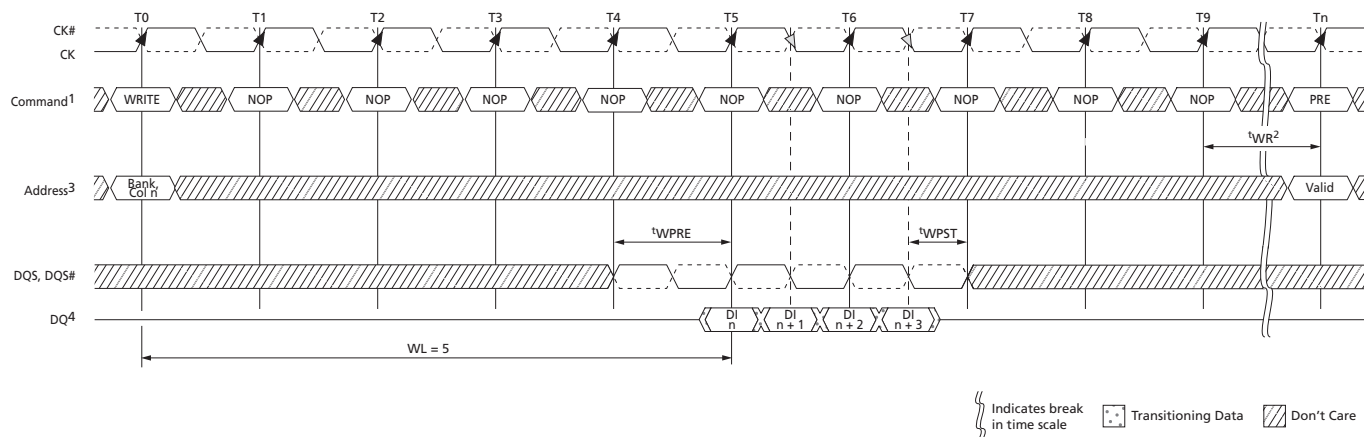 T0 T1 T2 T3 T4 T5 T6 T7 T8 T9 Tn
CK#
CK
Command1 WRITE NOP NOP NOP NOP NOP NOP NOP NOP NOP PRE
tWR2
Address3 Bank, Col n Valid
tWPRE tWPST
DQS, DQS#
DQ4 DI n DI n + 1 DI n + 2 DI n + 3
WL = 5
Indicates break in time scale
Transitioning Data
Don't Care